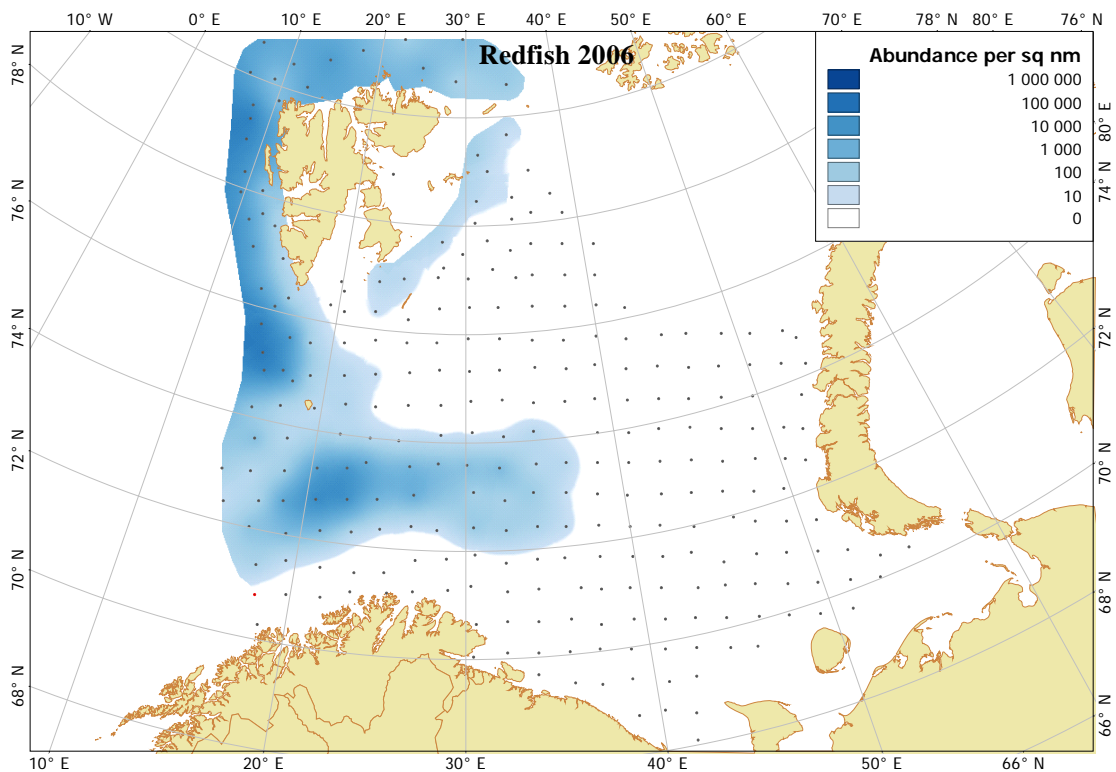 10° W 0° E 10° E 20° E 30° E 40° E 50° E 60° E 70° E 78° N 80° E 76° N
Redfish 2006
Abundance per sq nm
1 000 000
100 000
10 000
1 000
100
10
0
78° N
76° N
74° N
72° N
70° N
68° N
80° E
74° N
72° N
70° N
68° N
66° N
10° E 20° E 30° E 40° E 50° E 66° N